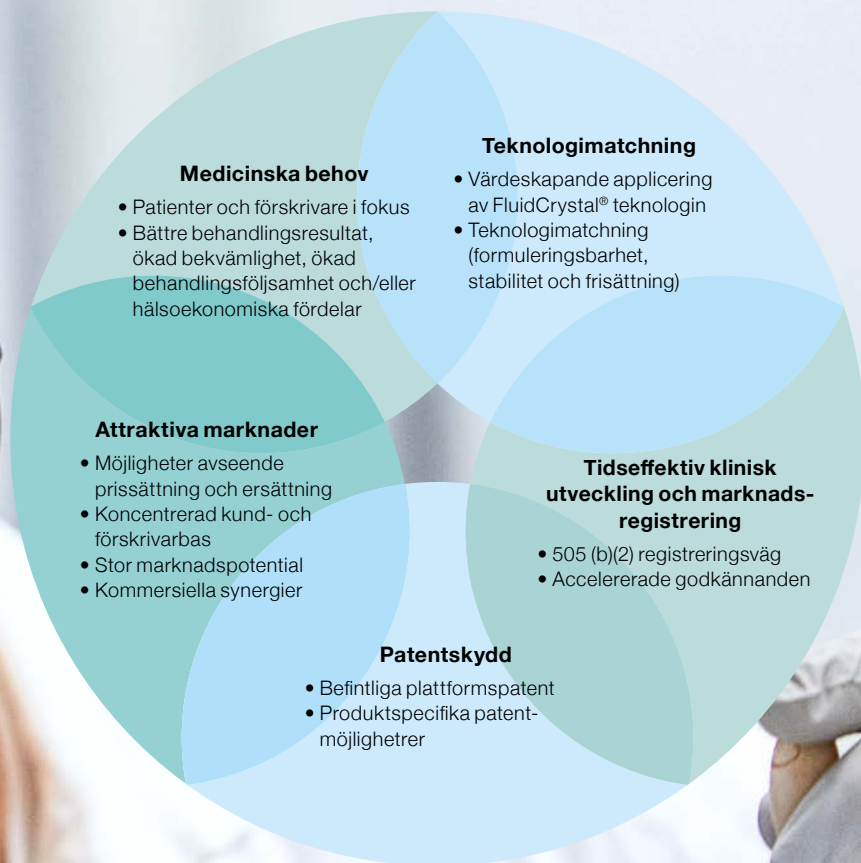 Medicinska behov
• Patienter och förskrivare i fokus
• Bättre behandlingsresultat,
ökad bekvämlighet, ökad
behandlingsföljsamhet och/eller
hälsoekonomiska fördelar
Teknologimatchning
• Värdeskapande applicering
av FluidCrystal® teknologin
• Teknologimatchning
(formuleringsbarhet,
stabilitet och frisättning)
Attraktiva marknader
• Möjligheter avseende
prissättning och ersättning
• Koncentrerad kund- och
förskrivarbas
• Stor marknadspotential
• Kommersiella synergier
Tidseffektiv klinisk
utveckling och marknads-
registrering
• 505 (b)(2) registreringsväg
• Accelererade godkännanden
Patentskydd
• Befintliga plattformspatent
• Produktspecifika patent-
möjlighetrer